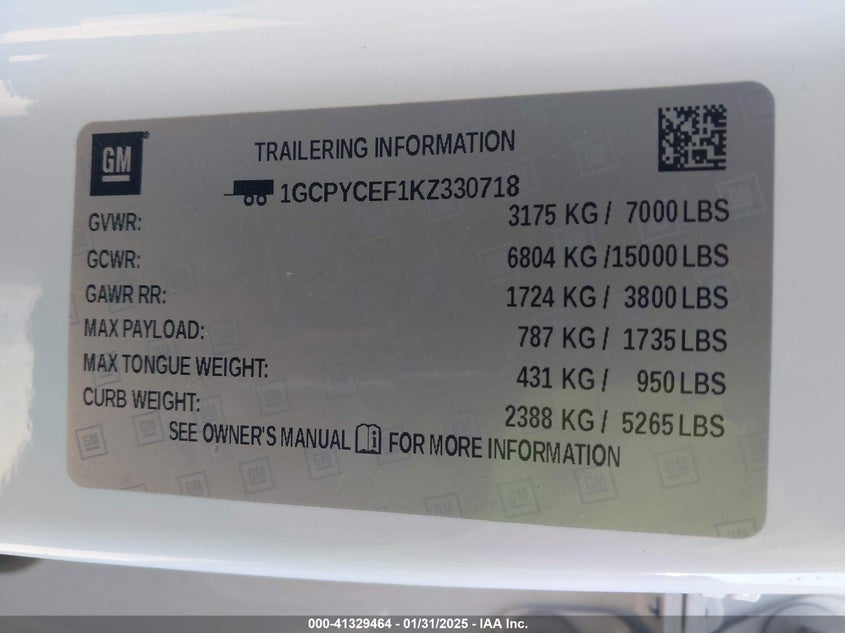 GM
TRAILERING INFORMATION
1GCPYCEF1KZ330718
GVWR: 3175 KG / 7000 LBS
GCWR: 6804 KG /15000 LBS
GAWR RR: 1724 KG / 3800 LBS
MAX PAYLOAD: 787 KG / 1735 LBS
MAX TONGUE WEIGHT: 431 KG / 950 LBS
CURB WEIGHT: 2388 KG / 5265 LBS
SEE OWNER'S MANUAL FOR MORE INFORMATION
000-41329464 - 01/31/2025 - © IAA Inc.